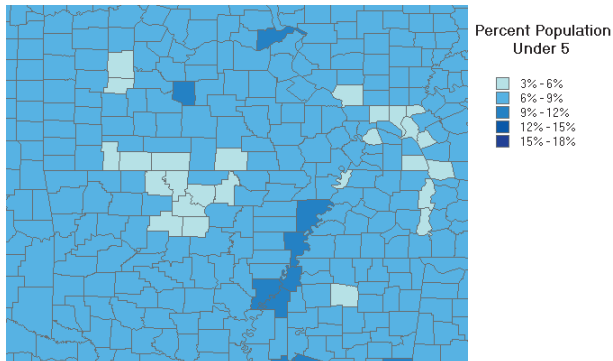 Percent Population
Under 5
3% - 6%
6% - 9%
9% - 12%
12% - 15%
15% - 18%